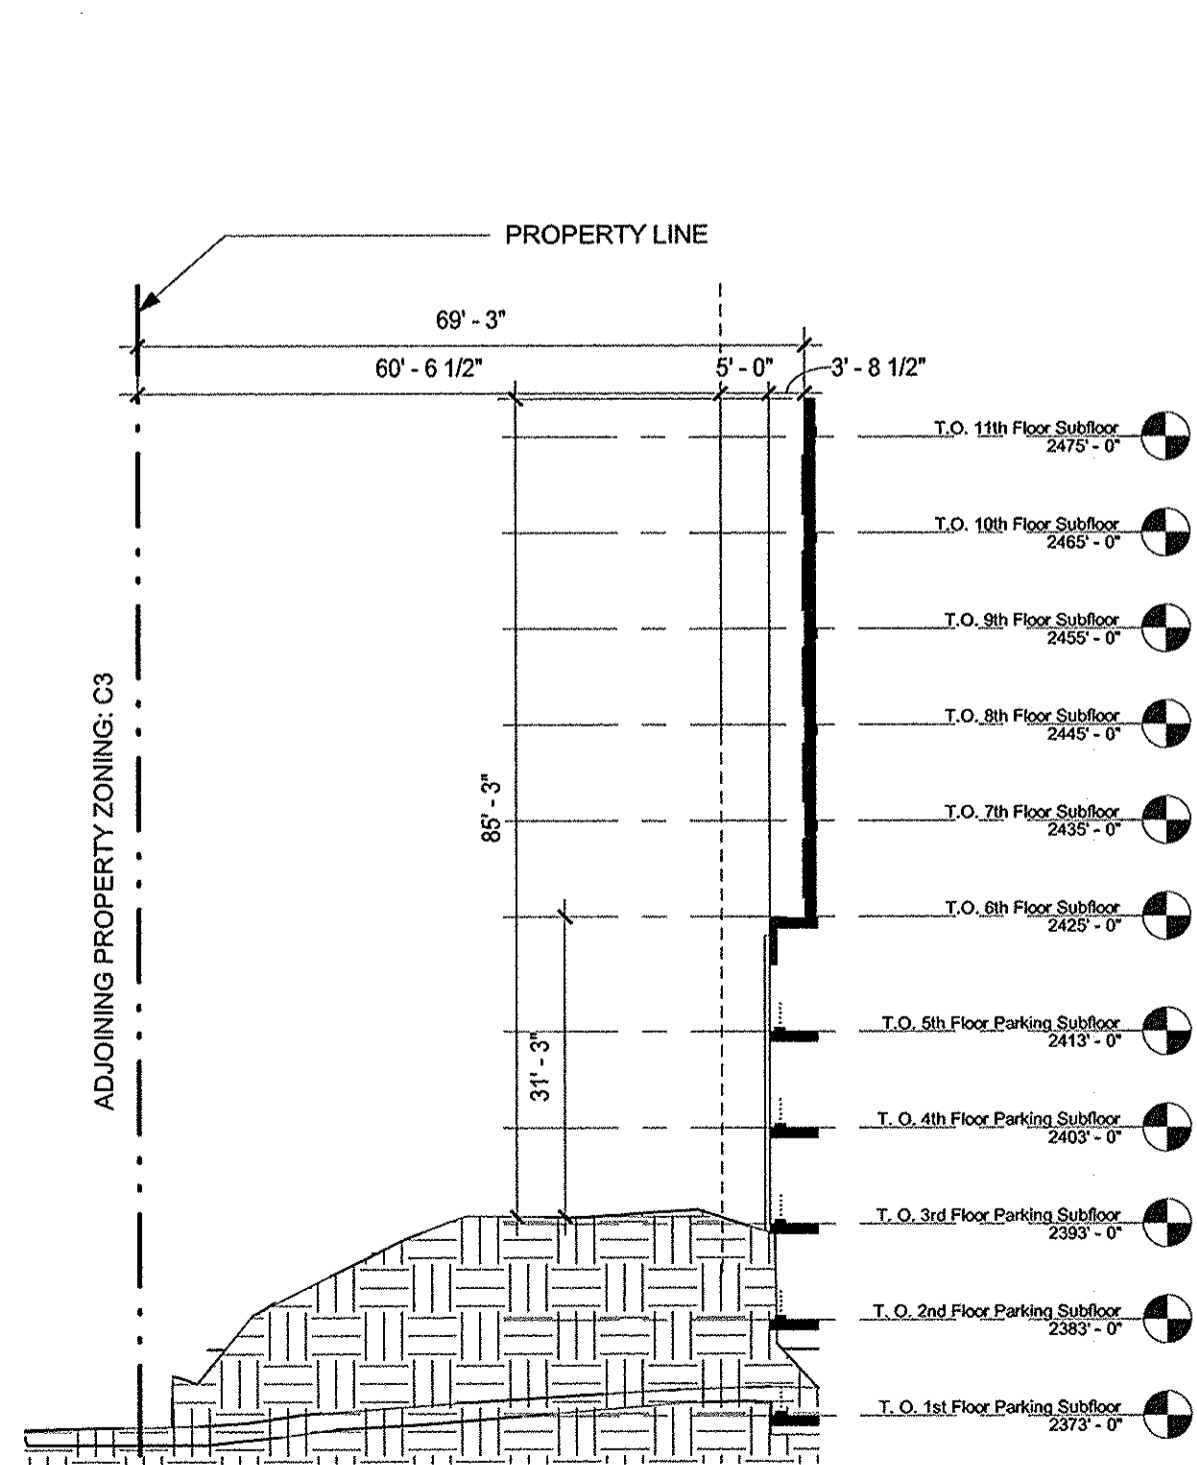 PROPERTY LINE
69' - 3"
60' - 6 1/2"
5' - 0"
3' - 8 1/2"
T.O. 11th Floor Subfloor
2475' - 0"
T.O. 10th Floor Subfloor
2465' - 0"
T.O. 9th Floor Subfloor
2455' - 0"
T.O. 8th Floor Subfloor
2445' - 0"
T.O. 7th Floor Subfloor
2435' - 0"
T.O. 6th Floor Subfloor
2425' - 0"
T.O. 5th Floor Parking Subfloor
2413' - 0"
T. O. 4th Floor Parking Subfloor
2403' - 0"
T. O. 3rd Floor Parking Subfloor
2393' - 0"
T. O. 2nd Floor Parking Subfloor
2383' - 0"
T. O. 1st Floor Parking Subfloor
2373' - 0"
ADJOINING PROPERTY ZONING: C3
85' - 3"
31' - 3"